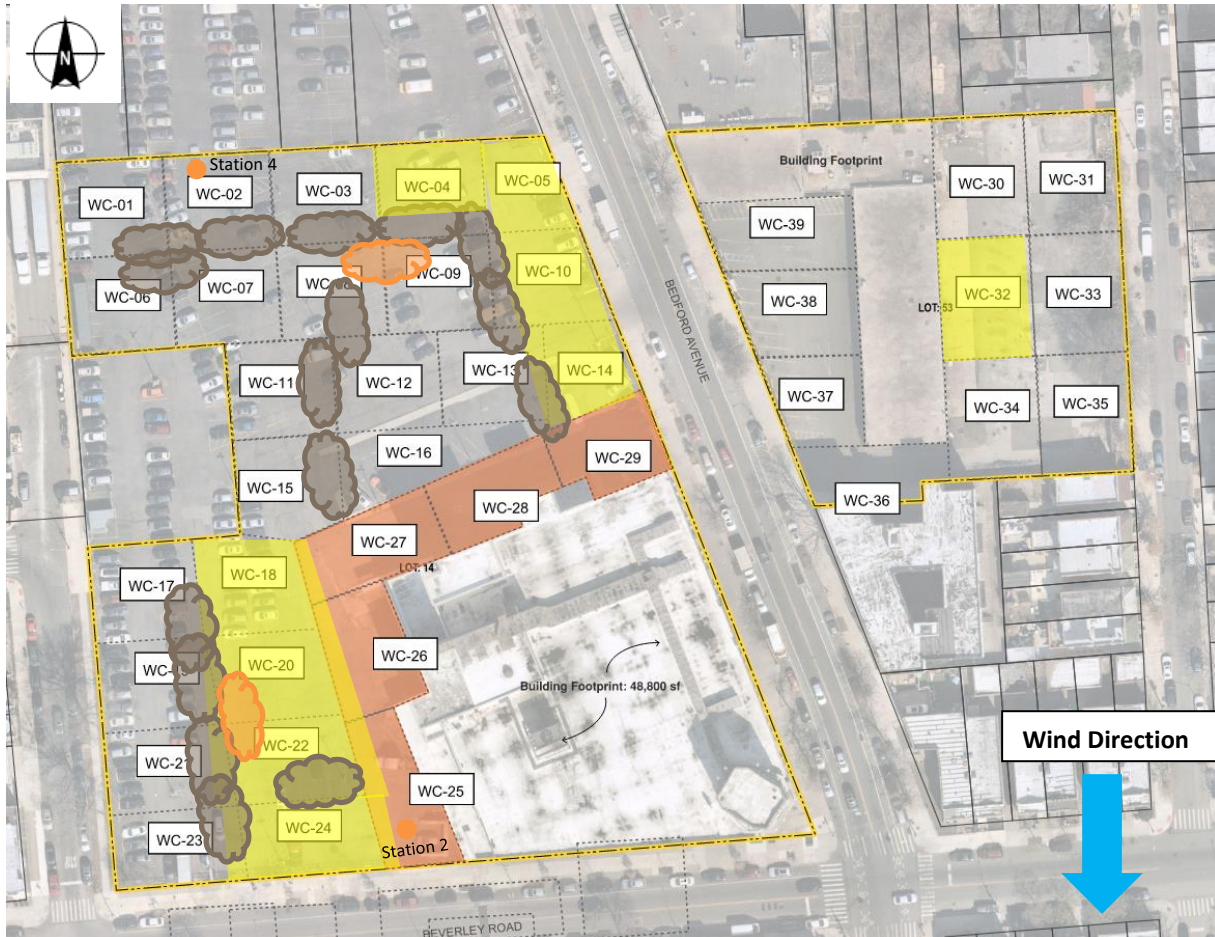 N
Station 4
WC-01
WC-02
WC-03
WC-04
WC-05
WC-06
WC-07
WC-09
WC-10
WC-11
WC-12
WC-13
WC-14
WC-15
WC-16
WC-17
WC-18
WC-20
WC-22
WC-23
WC-24
WC-25
WC-26
WC-27
WC-28
WC-29
LOT: 14
Building Footprint: 48,800 sf
Station 2
BEVERLEY ROAD
BEDFORD AVENUE
Building Footprint
WC-30
WC-31
WC-39
WC-32
WC-33
WC-38
LOT: 53
WC-37
WC-34
WC-35
WC-36
Wind Direction